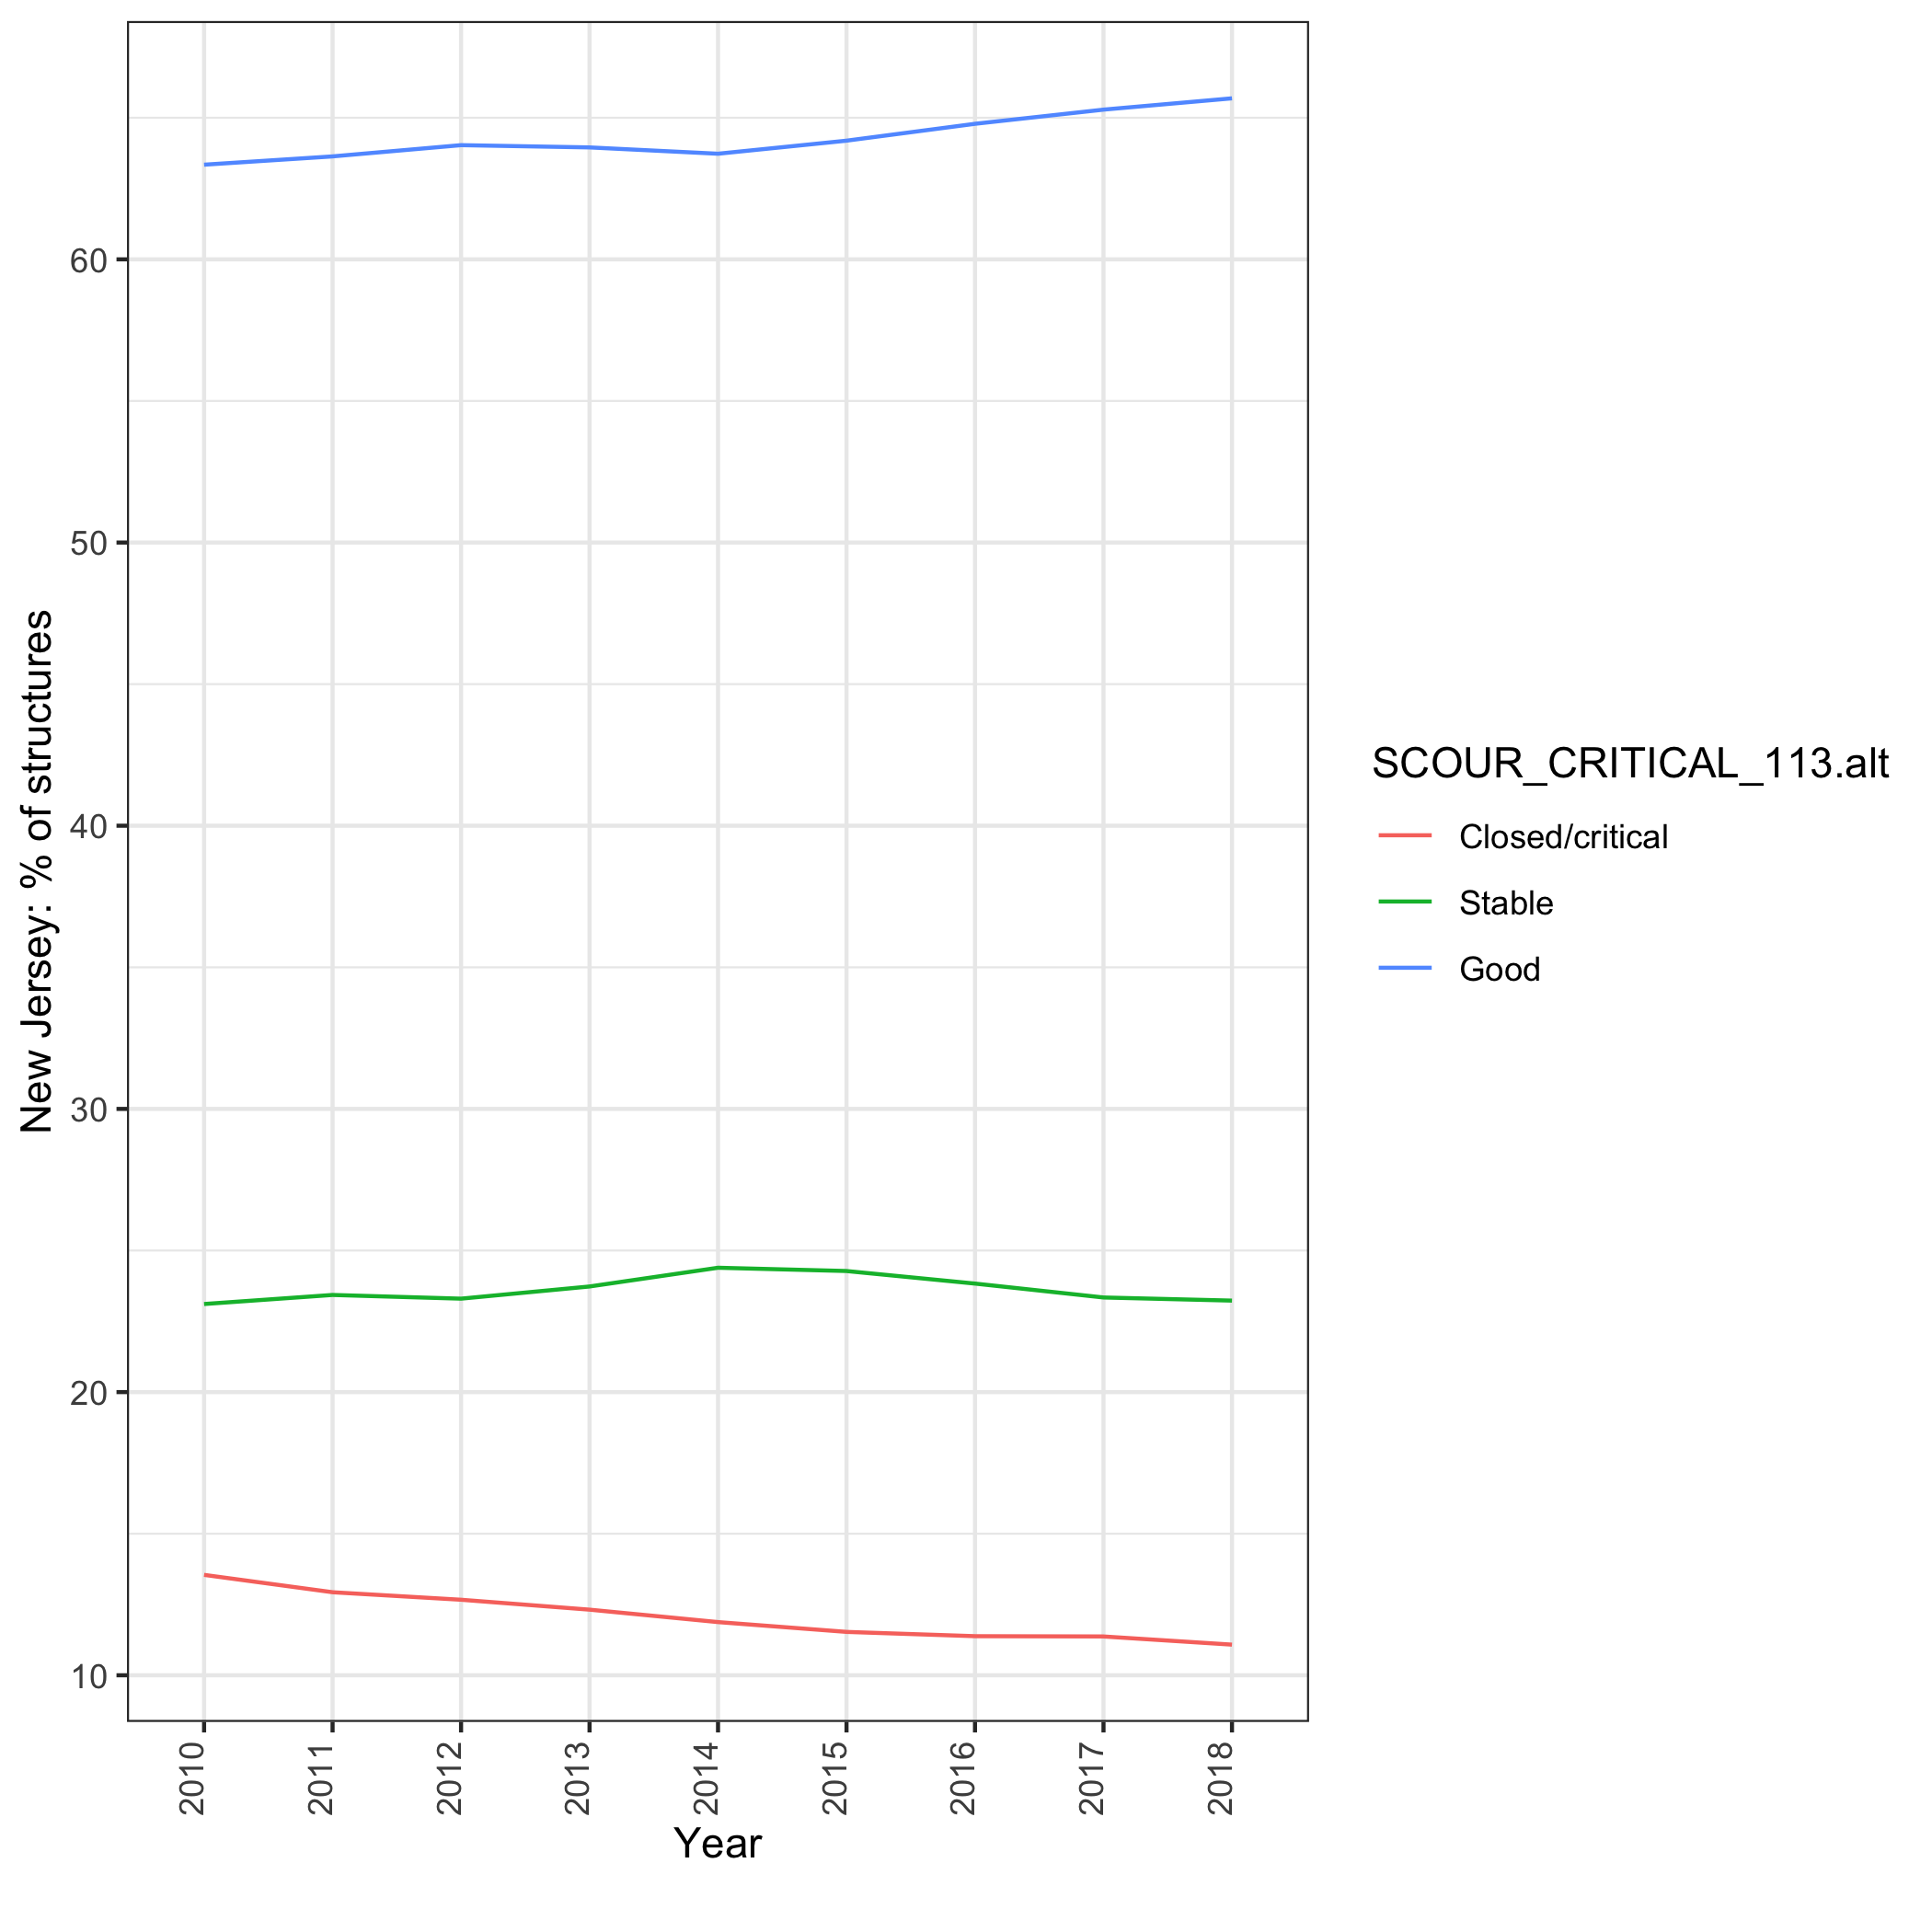 New Jersey: % of structures
60
50
40
30
20
10
2010
2011
2012
2013
2014
2015
2016
2017
2018
Year
SCOUR_CRITICAL_113.alt
Closed/critical
Stable
Good